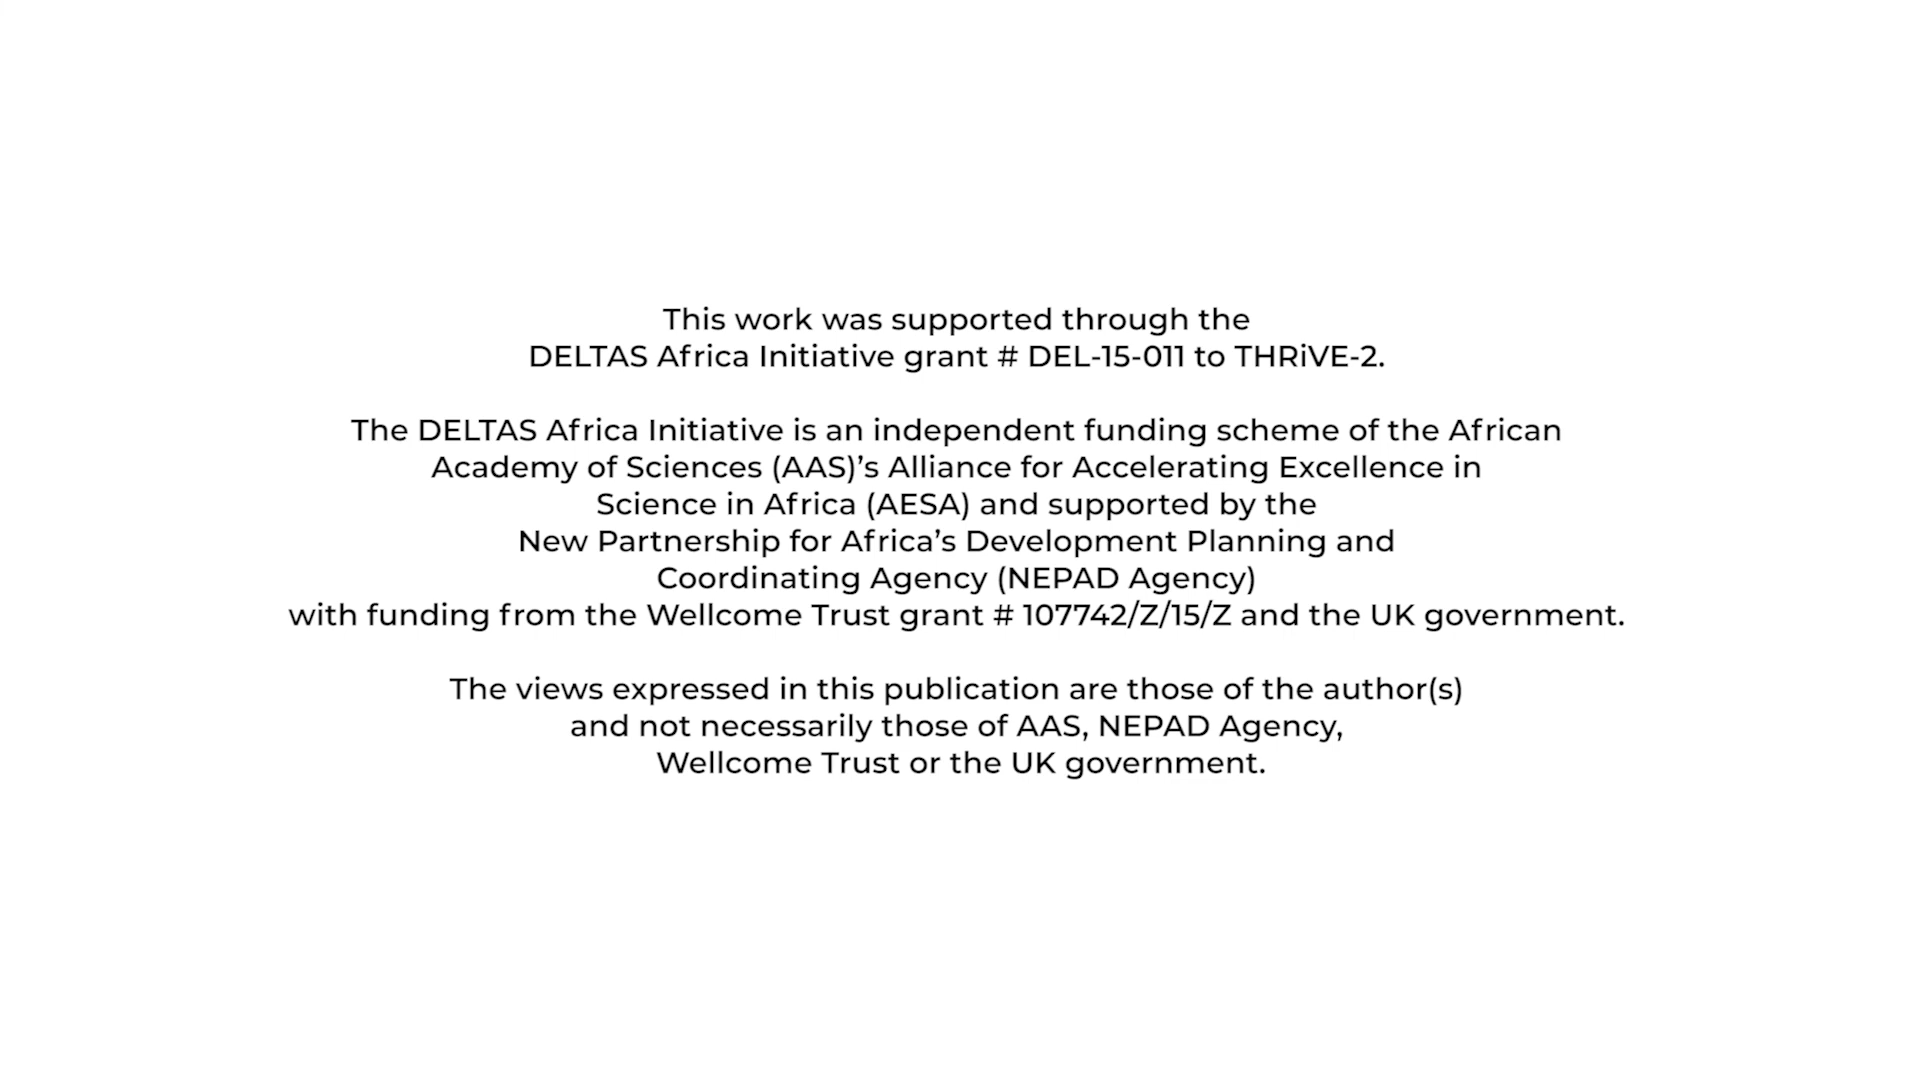 This work was supported through the
DELTAS Africa Initiative grant # DEL-15-011 to THRiVE-2.
The DELTAS Africa Initiative is an independent funding scheme of the African
Academy of Sciences (AAS)’s Alliance for Accelerating Excellence in
Science in Africa (AESA) and supported by the
New Partnership for Africa’s Development Planning and
Coordinating Agency (NEPAD Agency)
with funding from the Wellcome Trust grant # 107742/Z/15/Z and the UK government.
The views expressed in this publication are those of the author(s)
and not necessarily those of AAS, NEPAD Agency,
Wellcome Trust or the UK government.